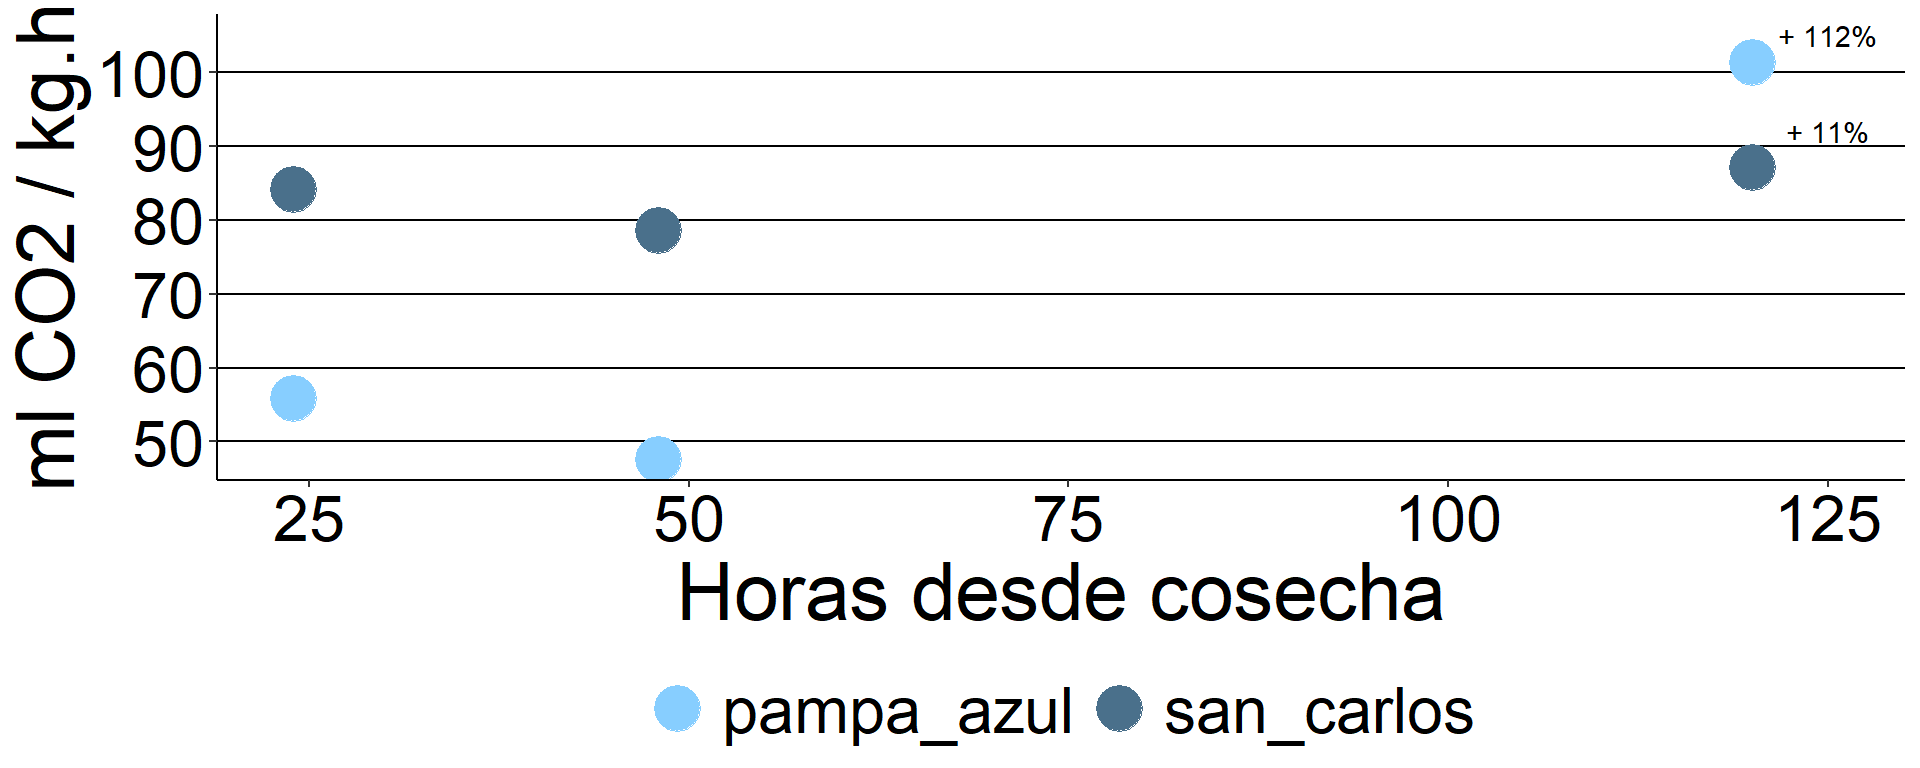 ml CO2 / kg.h
100
90
80
70
60
50
+ 112%
+ 11%
25 50 75 100 125
Horas desde cosecha
pampa_azul san_carlos